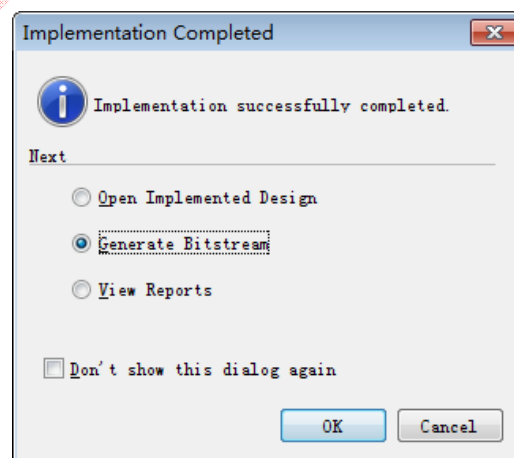 Implementation Completed
Implementation successfully completed.
Next
Open Implemented Design
Generate Bitstream
View Reports
Don't show this dialog again
OK
Cancel